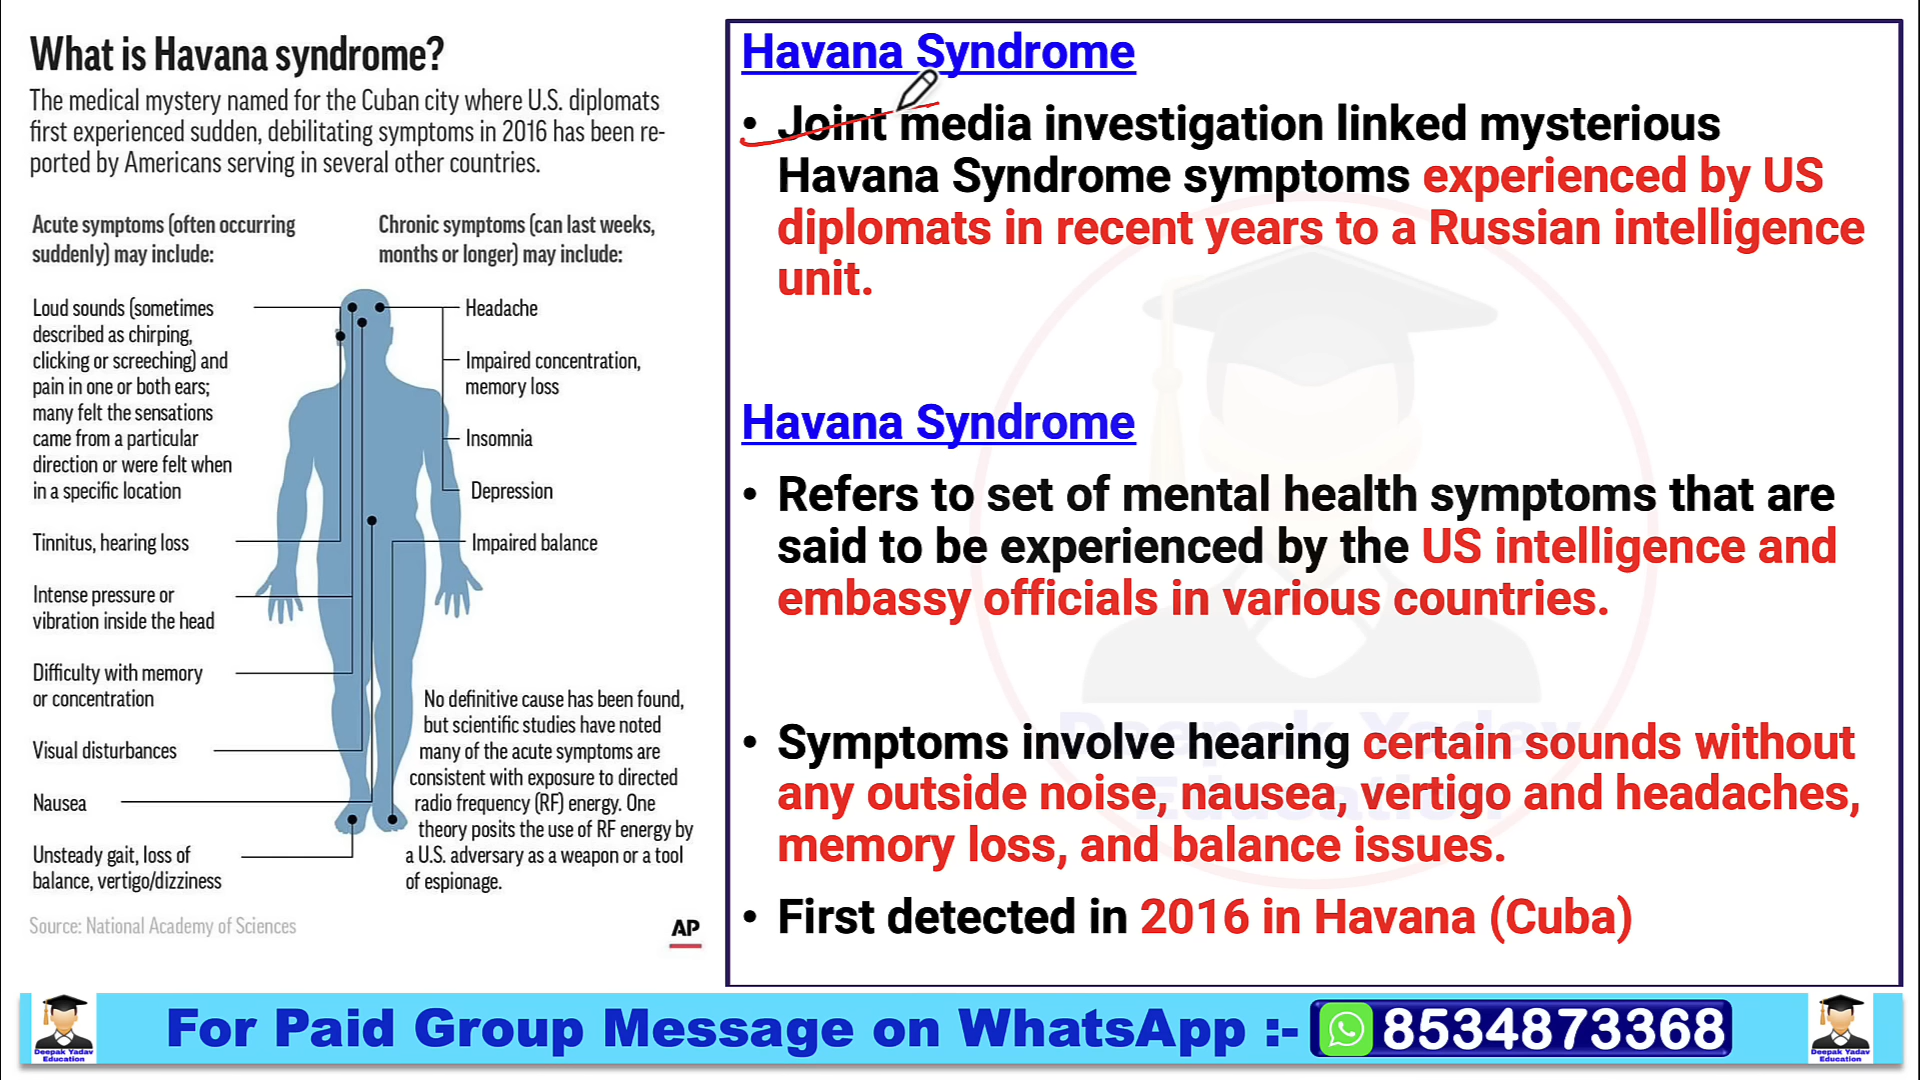 What is Havana syndrome?
The medical mystery named for the Cuban city where U.S. diplomats
first experienced sudden, debilitating symptoms in 2016 has been re-
ported by Americans serving in several other countries.
Acute symptoms (often occurring
suddenly) may include:
Loud sounds (sometimes
described as chirping,
clicking or screeching) and
pain in one or both ears;
many felt the sensations
came from a particular
direction or were felt when
in a specific location
Tinnitus, hearing loss
Intense pressure or
vibration inside the head
Difficulty with memory
or concentration
Visual disturbances
Nausea
Unsteady gait, loss of
balance, vertigo/dizziness
Chronic symptoms (can last weeks,
months or longer) may include:
Headache
Impaired concentration,
memory loss
Insomnia
Depression
Impaired balance
No definitive cause has been found,
but scientific studies have noted
many of the acute symptoms are
consistent with exposure to directed
radio frequency (RF) energy. One
theory posits the use of RF energy by
a U.S. adversary as a weapon or a tool
of espionage.
Source: National Academy of Sciences
AP
Havana Syndrome
• Joint media investigation linked mysterious
Havana Syndrome symptoms experienced by US
diplomats in recent years to a Russian intelligence
unit.
Havana Syndrome
• Refers to set of mental health symptoms that are
said to be experienced by the US intelligence and
embassy officials in various countries.
• Symptoms involve hearing certain sounds without
any outside noise, nausea, vertigo and headaches,
memory loss, and balance issues.
• First detected in 2016 in Havana (Cuba)
Deepak Yadav
Education
Deepak Yadav
Education
For Paid Group Message on WhatsApp :- 8534873368
Deepak Yadav
Education